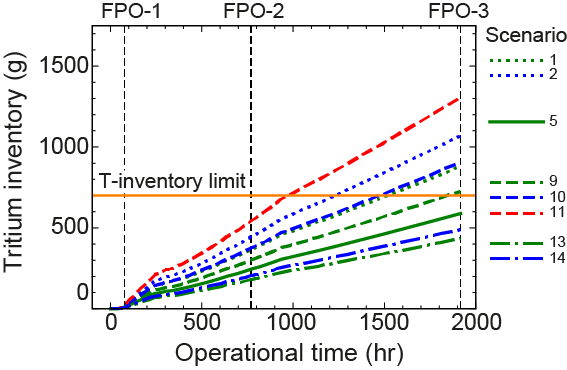 FPO-1 FPO-2 FPO-3
Scenario
1
2
5
9
10
11
13
14
T-inventory limit
Tritium inventory (g)
1500
1000
500
0
0 500 1000 1500 2000
Operational time (hr)